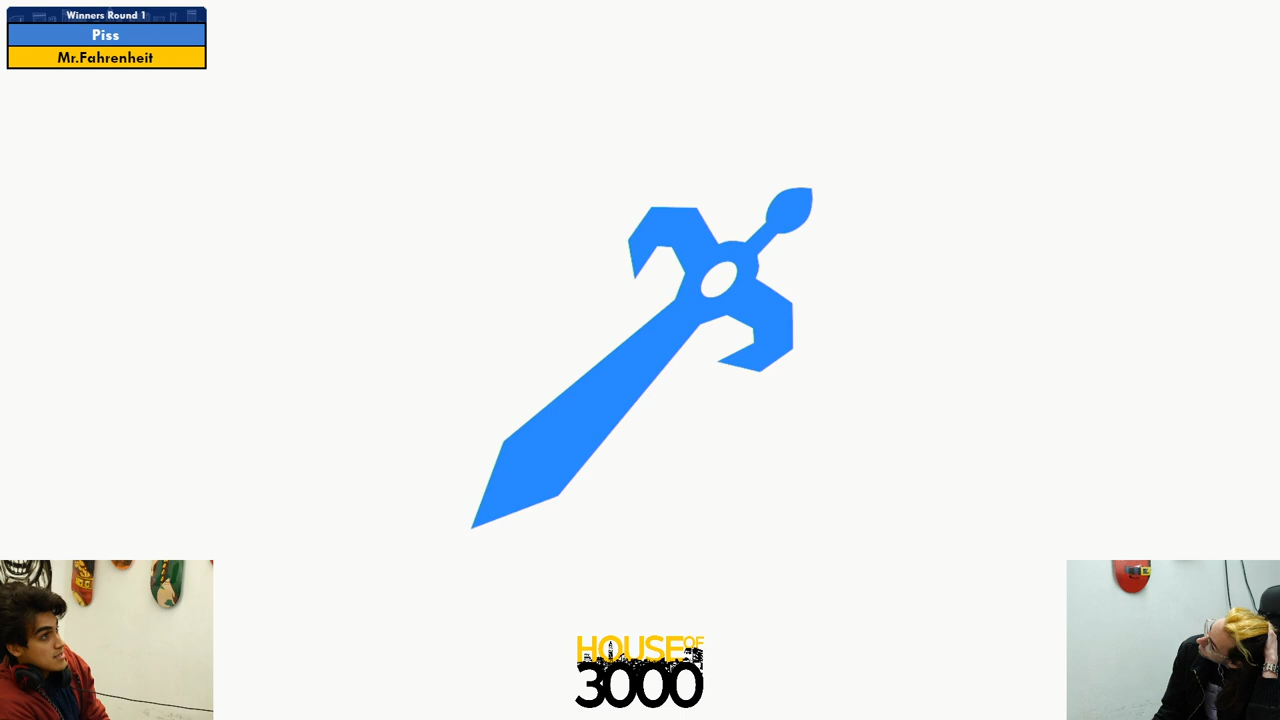 Winners Round 1
Piss
Mr.Fahrenheit
HOUSE OF
3000